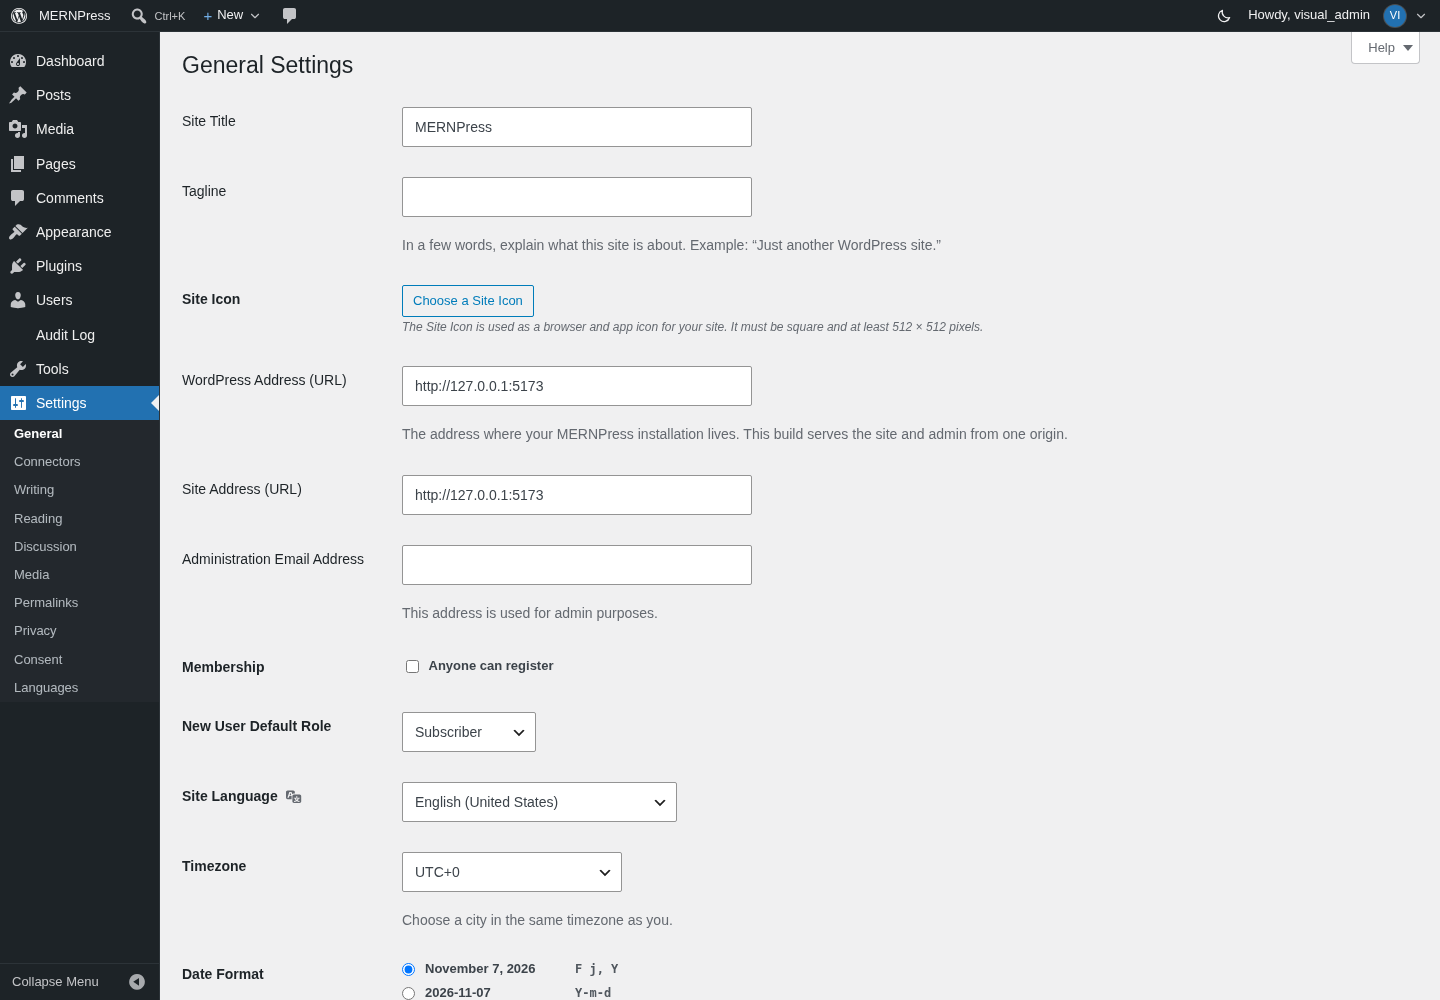 MERNPress
Ctrl+K
+ New
Howdy, visual_admin
VI
Help
Dashboard
Posts
Media
Pages
Comments
Appearance
Plugins
Users
Audit Log
Tools
Settings
General
Connectors
Writing
Reading
Discussion
Media
Permalinks
Privacy
Consent
Languages
Collapse Menu
General Settings
Site Title
MERNPress
Tagline
In a few words, explain what this site is about. Example: “Just another WordPress site.”
Site Icon
Choose a Site Icon
The Site Icon is used as a browser and app icon for your site. It must be square and at least 512 × 512 pixels.
WordPress Address (URL)
http://127.0.0.1:5173
The address where your MERNPress installation lives. This build serves the site and admin from one origin.
Site Address (URL)
http://127.0.0.1:5173
Administration Email Address
This address is used for admin purposes.
Membership
Anyone can register
New User Default Role
Subscriber
Site Language
English (United States)
Timezone
UTC+0
Choose a city in the same timezone as you.
Date Format
November 7, 2026 F j, Y
2026-11-07 Y-m-d